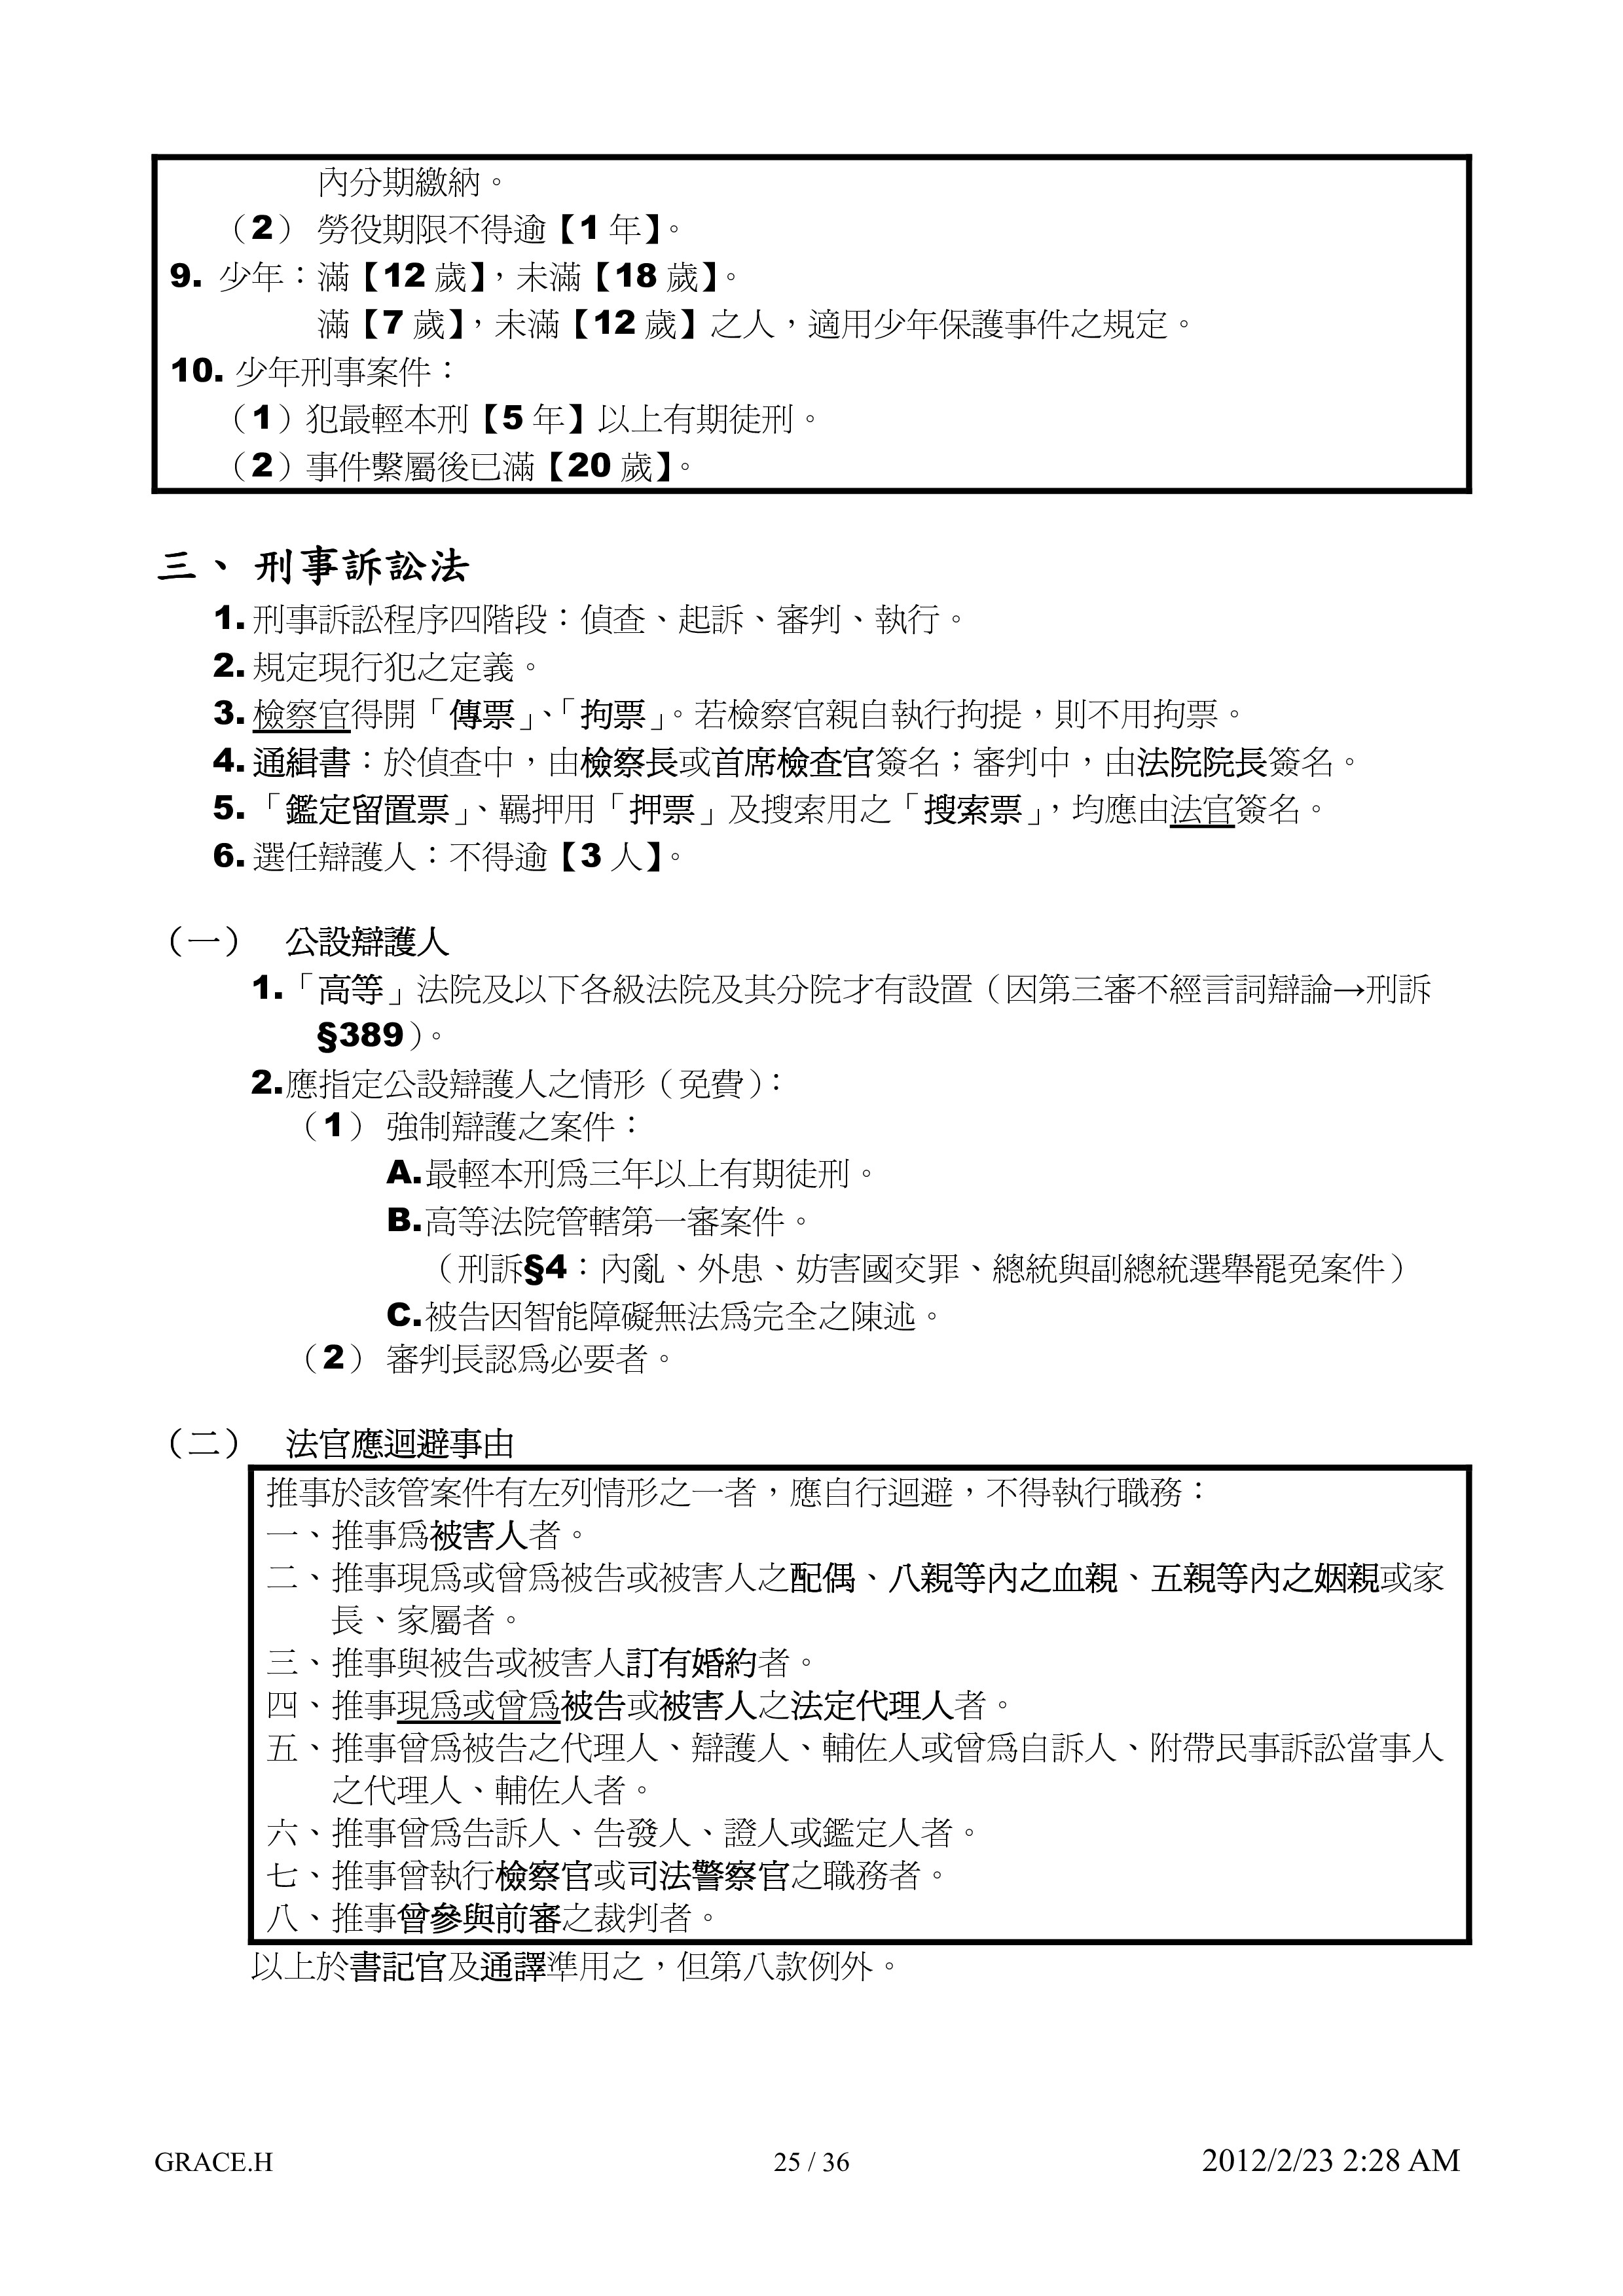 內分期繳納。
（2） 勞役期限不得逾【1 年】。
9. 少年：滿【12 歲】，未滿【18 歲】。
滿【7 歲】，未滿【12 歲】之人，適用少年保護事件之規定。
10. 少年刑事案件：
（1）犯最輕本刑【5 年】以上有期徒刑。
（2）事件繫屬後已滿【20 歲】。
三、 刑事訴訟法
1. 刑事訴訟程序四階段：偵查、起訴、審判、執行。
2. 規定現行犯之定義。
3. 檢察官得開「傳票」、「拘票」。若檢察官親自執行拘提，則不用拘票。
4. 通緝書：於偵查中，由檢察長或首席檢查官簽名；審判中，由法院院長簽名。
5. 「鑑定留置票」、羈押用「押票」及搜索用之「搜索票」，均應由法官簽名。
6. 選任辯護人：不得逾【3 人】。
（一） 公設辯護人
1.「高等」法院及以下各級法院及其分院才有設置（因第三審不經言詞辯論→刑訴
§389）。
2.應指定公設辯護人之情形（免費）：
（1） 強制辯護之案件：
A.最輕本刑為三年以上有期徒刑。
B.高等法院管轄第一審案件。
（刑訴§4：內亂、外患、妨害國交罪、總統與副總統選舉罷免案件）
C.被告因智能障礙無法為完全之陳述。
（2） 審判長認為必要者。
（二） 法官應迴避事由
推事於該管案件有左列情形之一者，應自行迴避，不得執行職務：
一、推事為被害人者。
二、推事現為或曾為被告或被害人之配偶、八親等內之血親、五親等內之姻親或家
長、家屬者。
三、推事與被告或被害人訂有婚約者。
四、推事現為或曾為被告或被害人之法定代理人者。
五、推事曾為被告之代理人、辯護人、輔佐人或曾為自訴人、附帶民事訴訟當事人
之代理人、輔佐人者。
六、推事曾為告訴人、告發人、證人或鑑定人者。
七、推事曾執行檢察官或司法警察官之職務者。
八、推事曾參與前審之裁判者。
以上於書記官及通譯準用之，但第八款例外。
GRACE.H 25 / 36 2012/2/23 2:28 AM